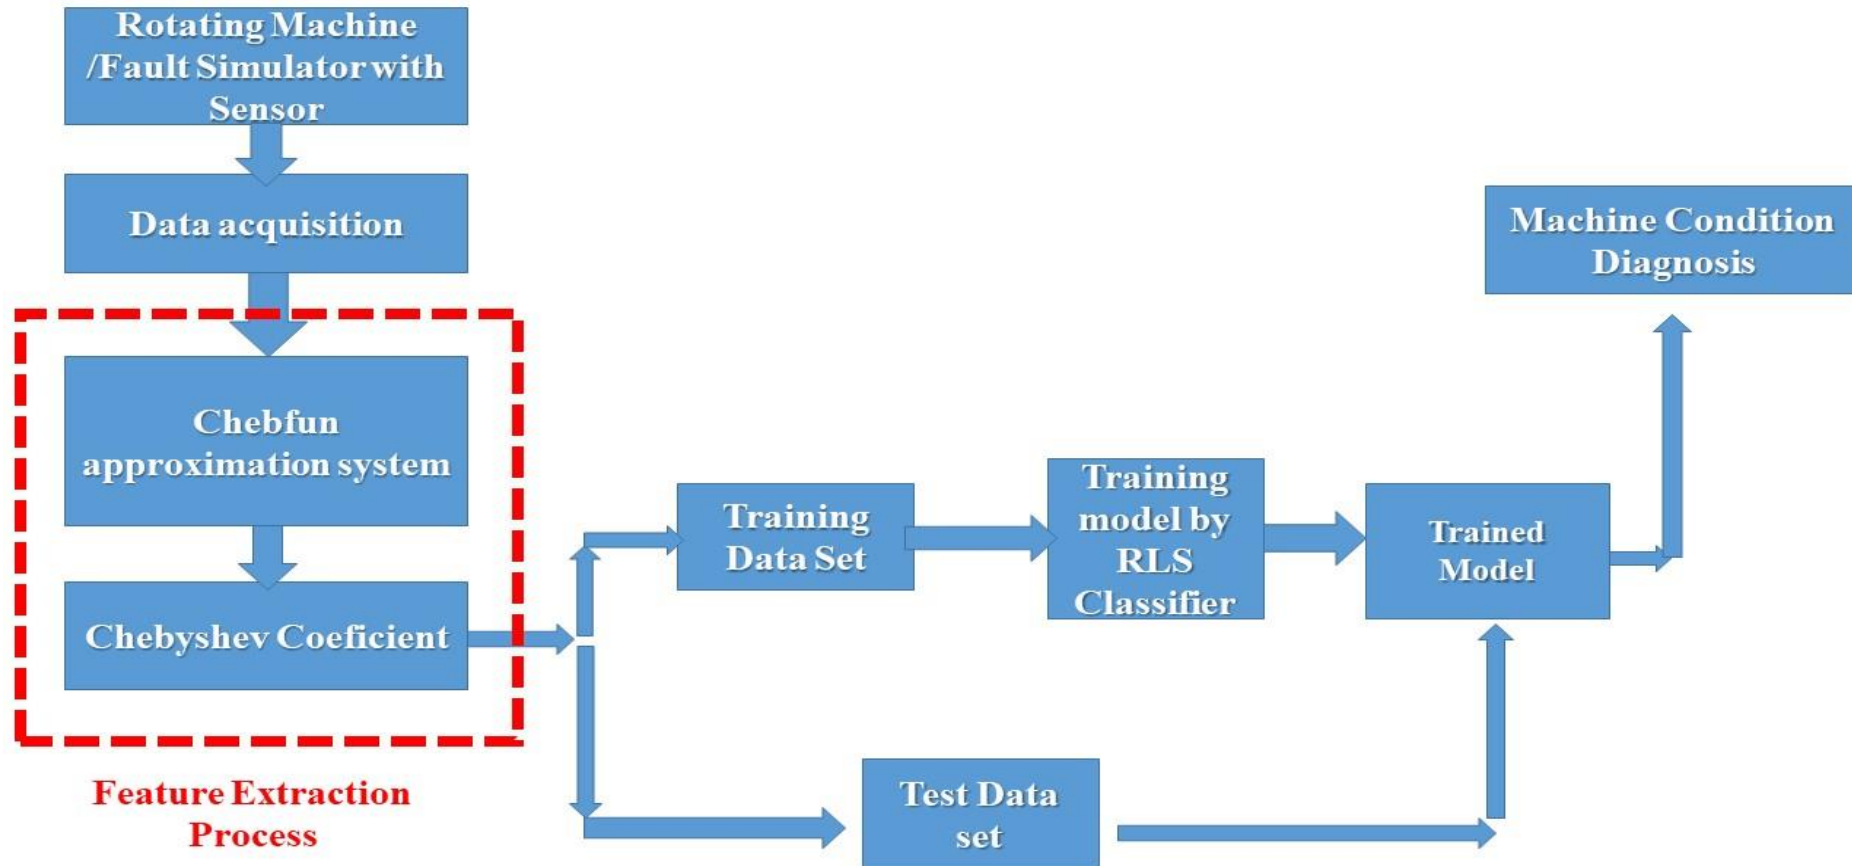 Rotating Machine
/Fault Simulator with
Sensor
Data acquisition
Chebfun
approximation system
Chebyshev Coeficient
Feature Extraction
Process
Training
Data Set
Training
model by
RLS
Classifier
Trained
Model
Machine Condition
Diagnosis
Test Data
set